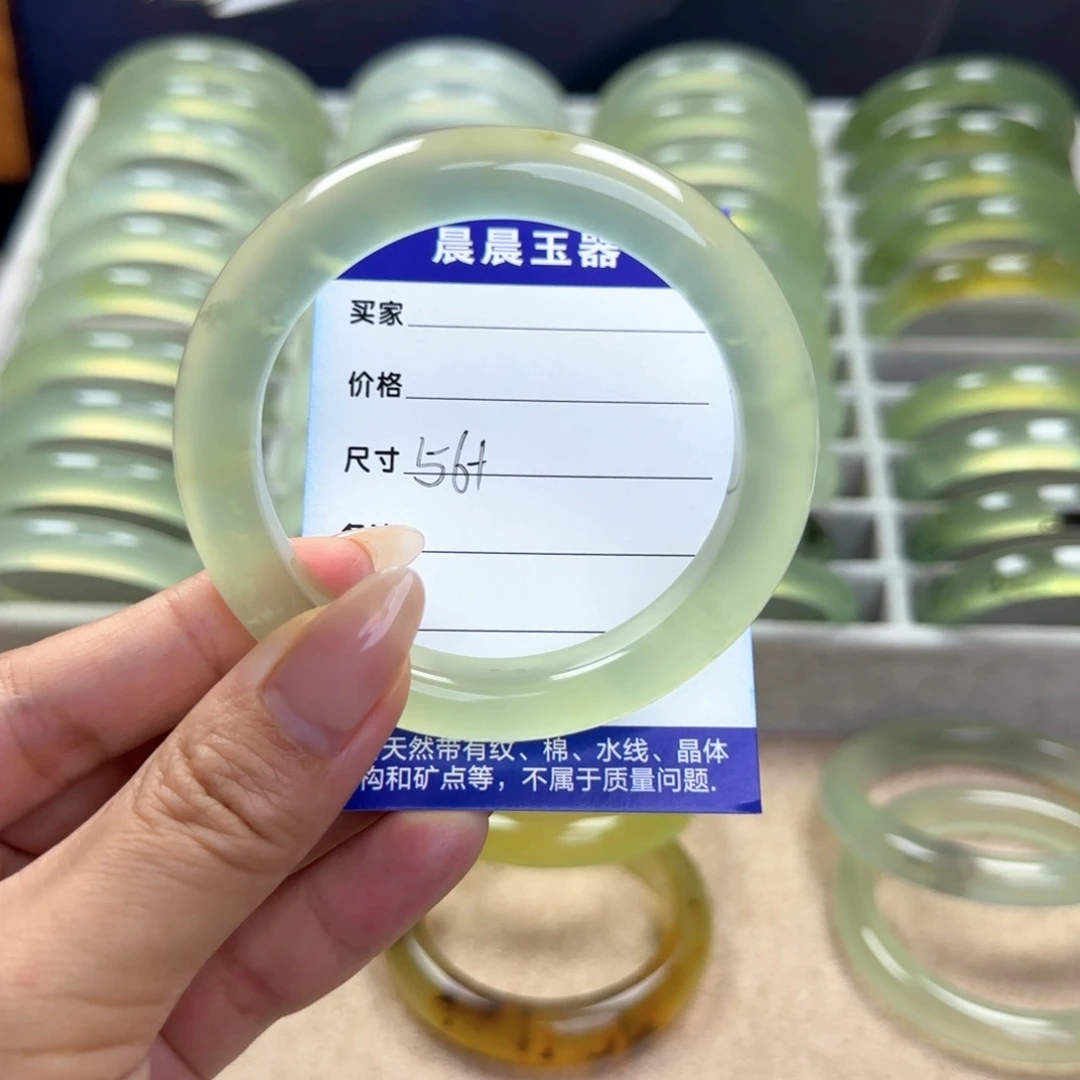 晨晨玉器
买家
价格
尺寸 56+
天然带有纹、棉、水线、晶体
构和矿点等，不属于质量问题.